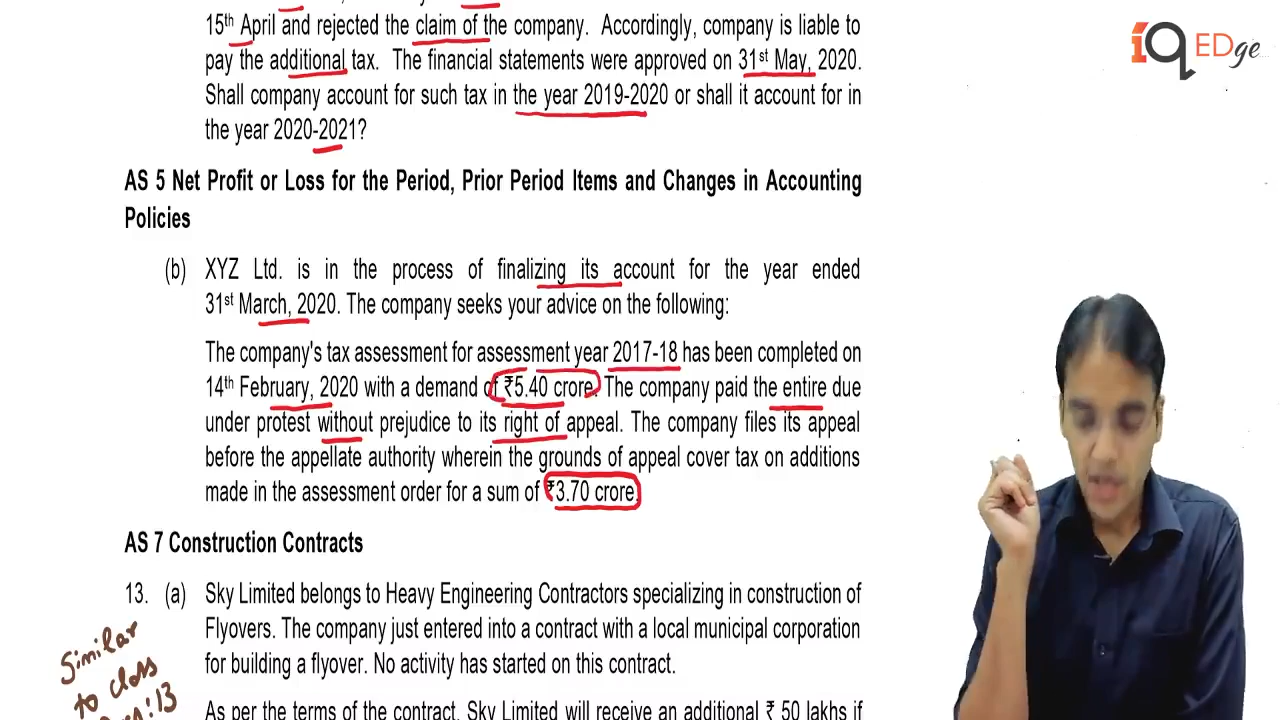 15th April and rejected the claim of the company. Accordingly, company is liable to
pay the additional tax. The financial statements were approved on 31st May, 2020.
Shall company account for such tax in the year 2019-2020 or shall it account for in
the year 2020-2021?
AS 5 Net Profit or Loss for the Period, Prior Period Items and Changes in Accounting
Policies
(b) XYZ Ltd. is in the process of finalizing its account for the year ended
31st March, 2020. The company seeks your advice on the following:
The company's tax assessment for assessment year 2017-18 has been completed on
14th February, 2020 with a demand of ₹5.40 crore. The company paid the entire due
under protest without prejudice to its right of appeal. The company files its appeal
before the appellate authority wherein the grounds of appeal cover tax on additions
made in the assessment order for a sum of ₹3.70 crore.
AS 7 Construction Contracts
13. (a) Sky Limited belongs to Heavy Engineering Contractors specializing in construction of
Flyovers. The company just entered into a contract with a local municipal corporation
for building a flyover. No activity has started on this contract.
As per the terms of the contract, Sky Limited will receive an additional ₹ 50 lakhs if
Similar
to class
13
IQ EDge